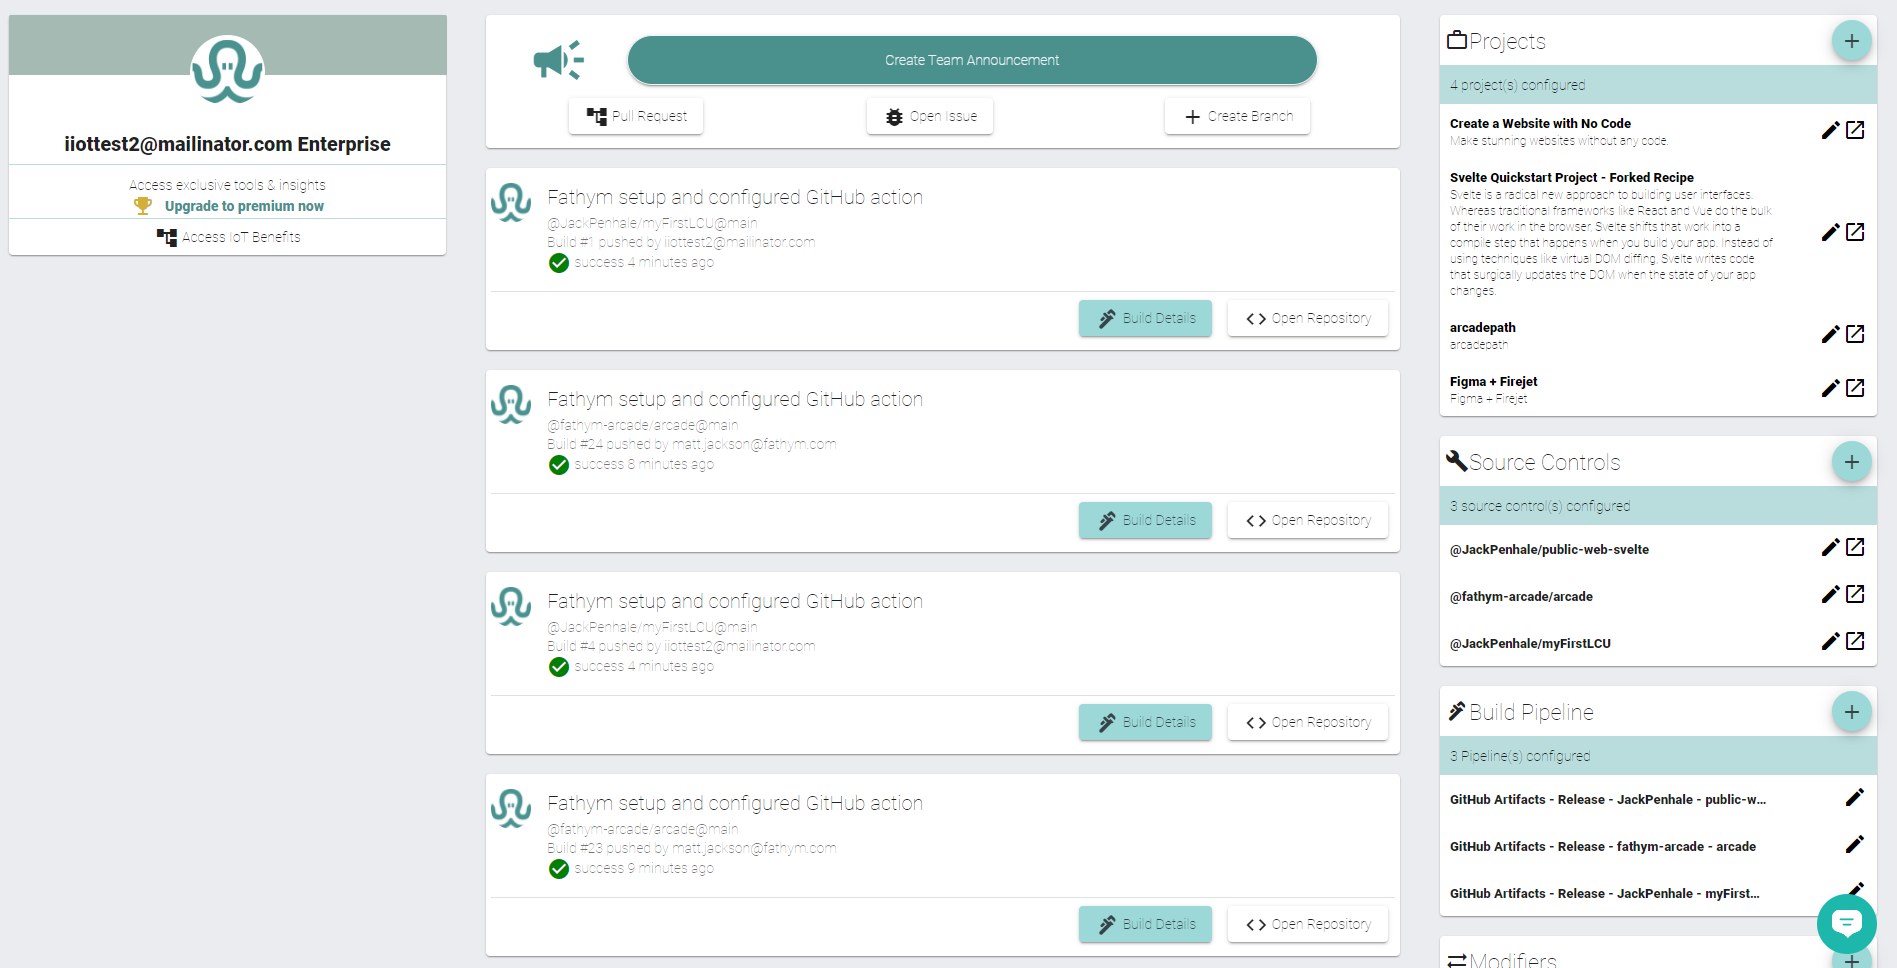 iiottest2@mailinator.com Enterprise
Access exclusive tools & insights
Upgrade to premium now
Access IoT Benefits
Create Team Announcement
Pull Request
Open Issue
Create Branch
Fathym setup and configured GitHub action
@JackPenhale/myFirstLCU@main
Build #1 pushed by iiottest2@mailinator.com
success 4 minutes ago
Build Details
Open Repository
Fathym setup and configured GitHub action
@fathym-arcade/arcade@main
Build #24 pushed by matt.jackson@fathym.com
success 8 minutes ago
Build Details
Open Repository
Fathym setup and configured GitHub action
@JackPenhale/myFirstLCU@main
Build #4 pushed by iiottest2@mailinator.com
success 4 minutes ago
Build Details
Open Repository
Fathym setup and configured GitHub action
@fathym-arcade/arcade@main
Build #23 pushed by matt.jackson@fathym.com
success 9 minutes ago
Build Details
Open Repository
Projects
4 project(s) configured
Create a Website with No Code
Make stunning websites without any code.
Svelte Quickstart Project - Forked Recipe
Svelte is a radical new approach to building user interfaces.
Whereas traditional frameworks like React and Vue do the bulk
of their work in the browser, Svelte shifts that work into a
compile step that happens when you build your app. Instead of
using techniques like virtual DOM diffing, Svelte writes code
that surgically updates the DOM when the state of your app
changes.
arcadepath
arcadepath
Figma + Firejet
Figma + Firejet
Source Controls
3 source control(s) configured
@JackPenhale/public-web-svelte
@fathym-arcade/arcade
@JackPenhale/myFirstLCU
Build Pipeline
3 Pipeline(s) configured
GitHub Artifacts - Release - JackPenhale - public-w...
GitHub Artifacts - Release - fathym-arcade - arcade
GitHub Artifacts - Release - JackPenhale - myFirst...
Modifiers